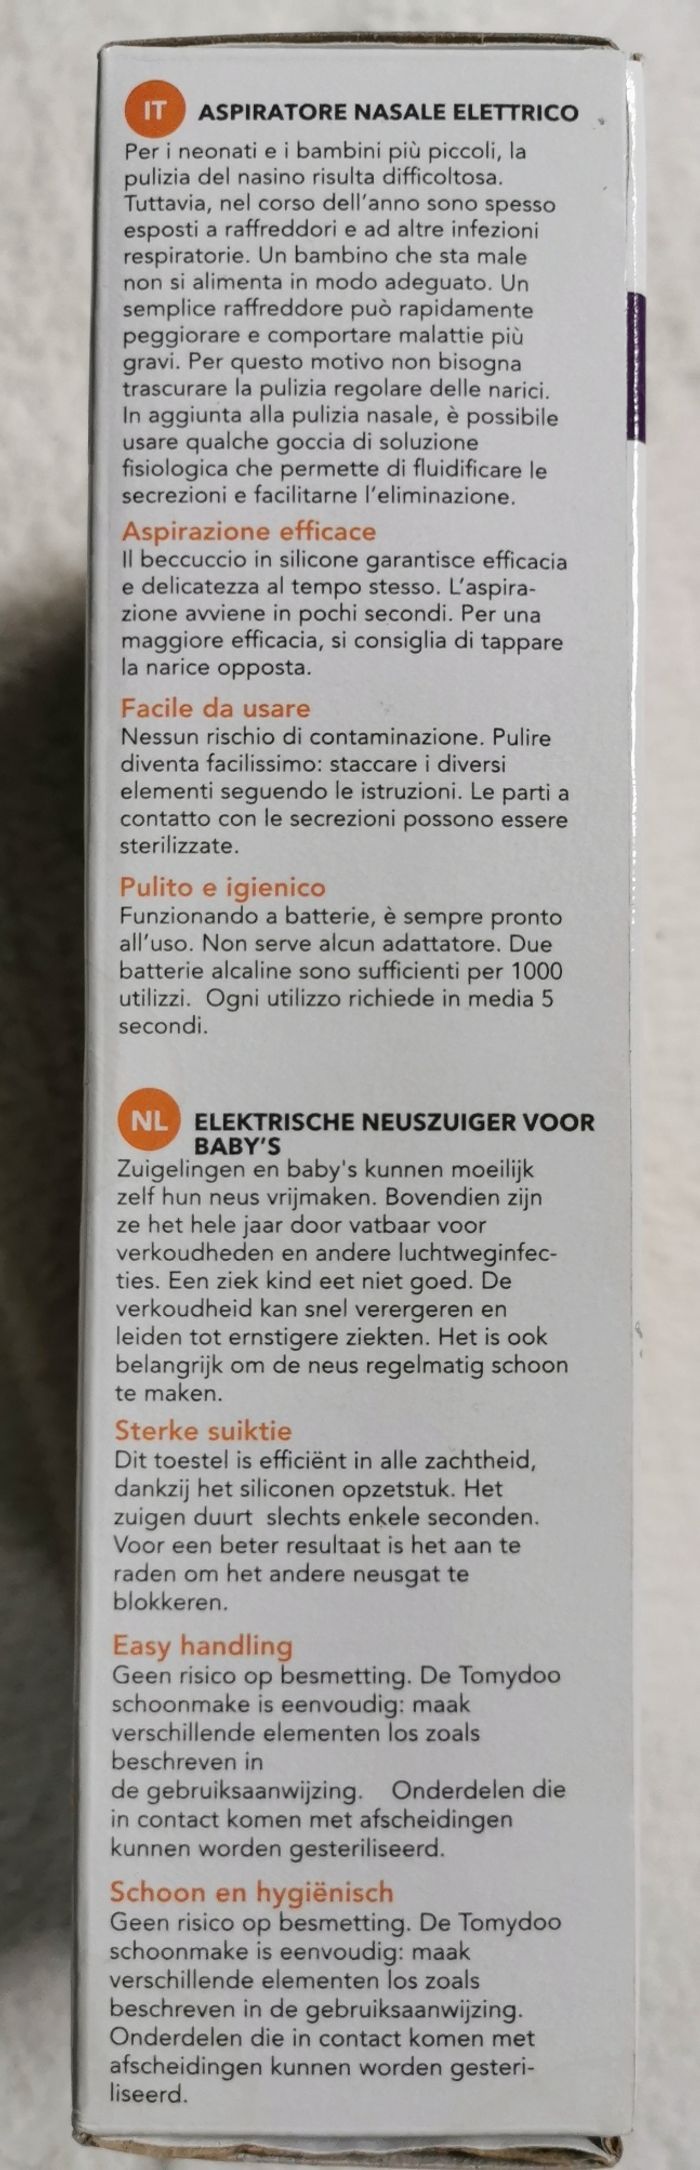 IT ASPIRATORE NASALE ELETTRICO
Per i neonati e i bambini più piccoli, la
pulizia del nasino risulta difficoltosa.
Tuttavia, nel corso dell'anno sono spesso
esposti a raffreddori e ad altre infezioni
respiratorie. Un bambino che sta male
non si alimenta in modo adeguato. Un
semplice raffreddore può rapidamente
peggiorare e comportare malattie più
gravi. Per questo motivo non bisogna
trascurare la pulizia regolare delle narici.
In aggiunta alla pulizia nasale, è possibile
usare qualche goccia di soluzione
fisiologica che permette di fluidificare le
secrezioni e facilitarne l'eliminazione.
Aspirazione efficace
Il beccuccio in silicone garantisce efficacia
e delicatezza al tempo stesso. L'aspira-
zione avviene in pochi secondi. Per una
maggiore efficacia, si consiglia di tappare
la narice opposta.
Facile da usare
Nessun rischio di contaminazione. Pulire
diventa facilissimo: staccare i diversi
elementi seguendo le istruzioni. Le parti a
contatto con le secrezioni possono essere
sterilizzate.
Pulito e igienico
Funzionando a batterie, è sempre pronto
all'uso. Non serve alcun adattatore. Due
batterie alcaline sono sufficienti per 1000
utilizzi.  Ogni utilizzo richiede in media 5
secondi.
NL ELEKTRISCHE NEUSZUIGER VOOR
BABY'S
Zuigelingen en baby's kunnen moeilijk
zelf hun neus vrijmaken. Bovendien zijn
ze het hele jaar door vatbaar voor
verkoudheden en andere luchtweginfec-
ties. Een ziek kind eet niet goed. De
verkoudheid kan snel verergeren en
leiden tot ernstigere ziekten. Het is ook
belangrijk om de neus regelmatig schoon
te maken.
Sterke suiktie
Dit toestel is efficiënt in alle zachtheid,
dankzij het siliconen opzetstuk. Het
zuigen duurt  slechts enkele seconden.
Voor een beter resultaat is het aan te
raden om het andere neusgat te
blokkeren.
Easy handling
Geen risico op besmetting. De Tomydoo
schoonmake is eenvoudig: maak
verschillende elementen los zoals
beschreven in
de gebruiksaanwijzing.    Onderdelen die
in contact komen met afscheidingen
kunnen worden gesteriliseerd.
Schoon en hygiënisch
Geen risico op besmetting. De Tomydoo
schoonmake is eenvoudig: maak
verschillende elementen los zoals
beschreven in de gebruiksaanwijzing.
Onderdelen die in contact komen met
afscheidingen kunnen worden gesteri-
liseerd.